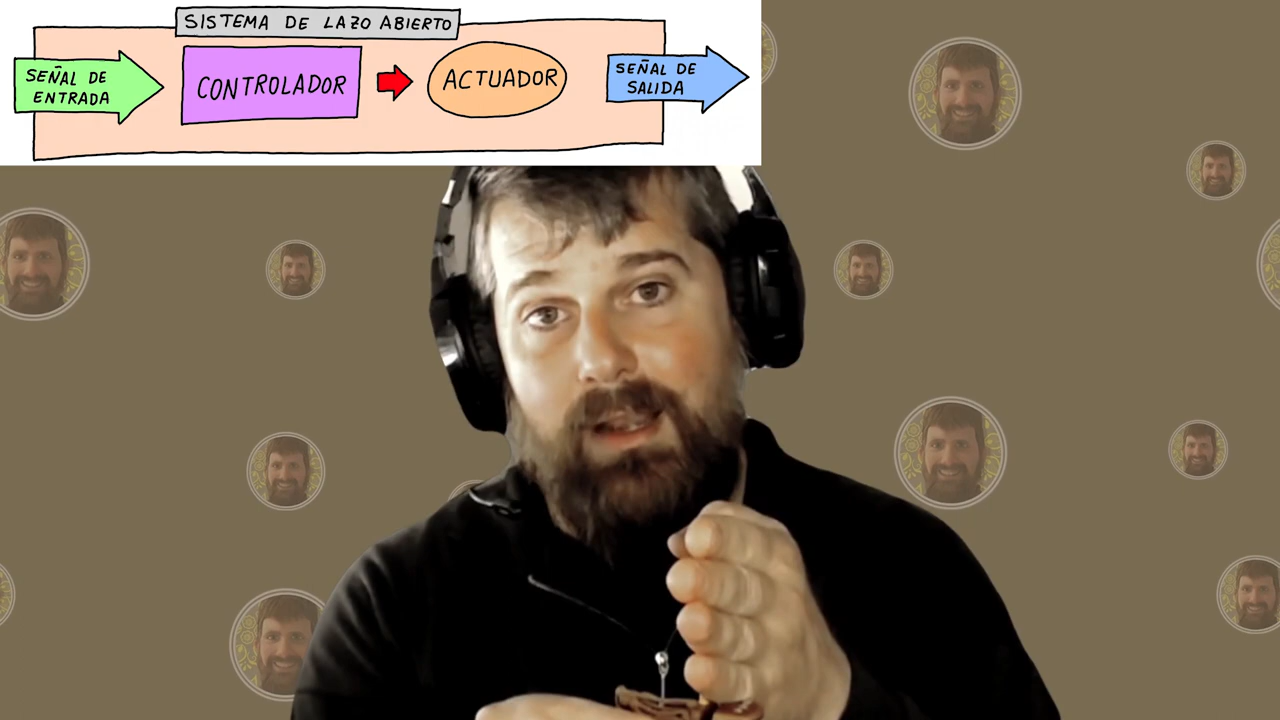 SISTEMA DE LAZO ABIERTO
SEÑAL DE
ENTRADA
CONTROLADOR
ACTUADOR
SEÑAL DE
SALIDA